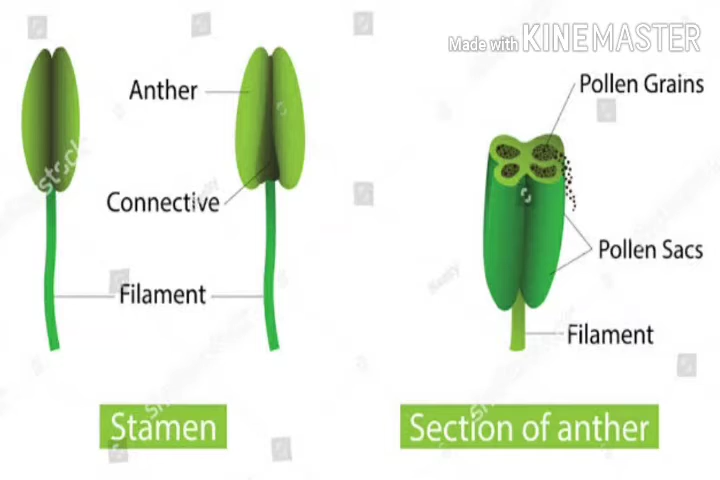 Made with KINEMASTER
Pollen Grains
Anther
Connective
Pollen Sacs
Filament
Filament
Stamen
Section of anther